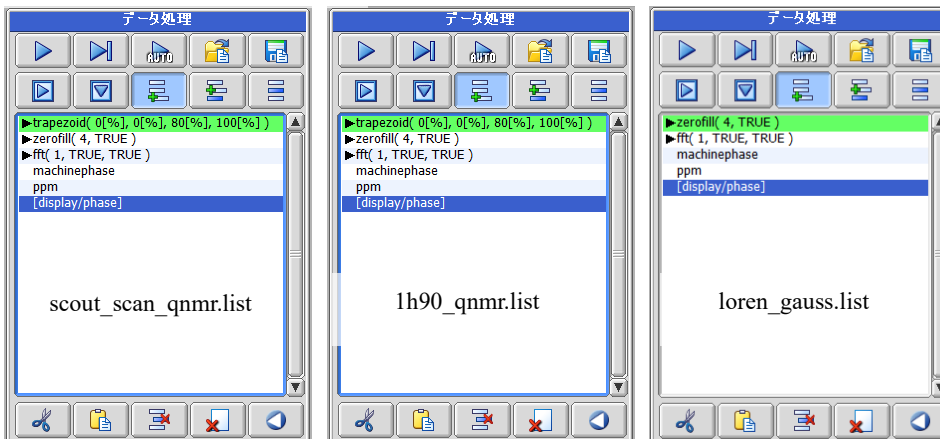 データ処理
AUTO
▶trapezoid( 0[%], 0[%], 80[%], 100[%] )
▶zerofill( 4, TRUE )
▶fft( 1, TRUE, TRUE )
machinephase
ppm
[display/phase]
scout_scan_qnmr.list
データ処理
AUTO
▶trapezoid( 0[%], 0[%], 80[%], 100[%] )
▶zerofill( 4, TRUE )
▶fft( 1, TRUE, TRUE )
machinephase
ppm
[display/phase]
1h90_qnmr.list
データ処理
AUTO
▶zerofill( 4, TRUE )
▶fft( 1, TRUE, TRUE )
machinephase
ppm
[display/phase]
loren_gauss.list